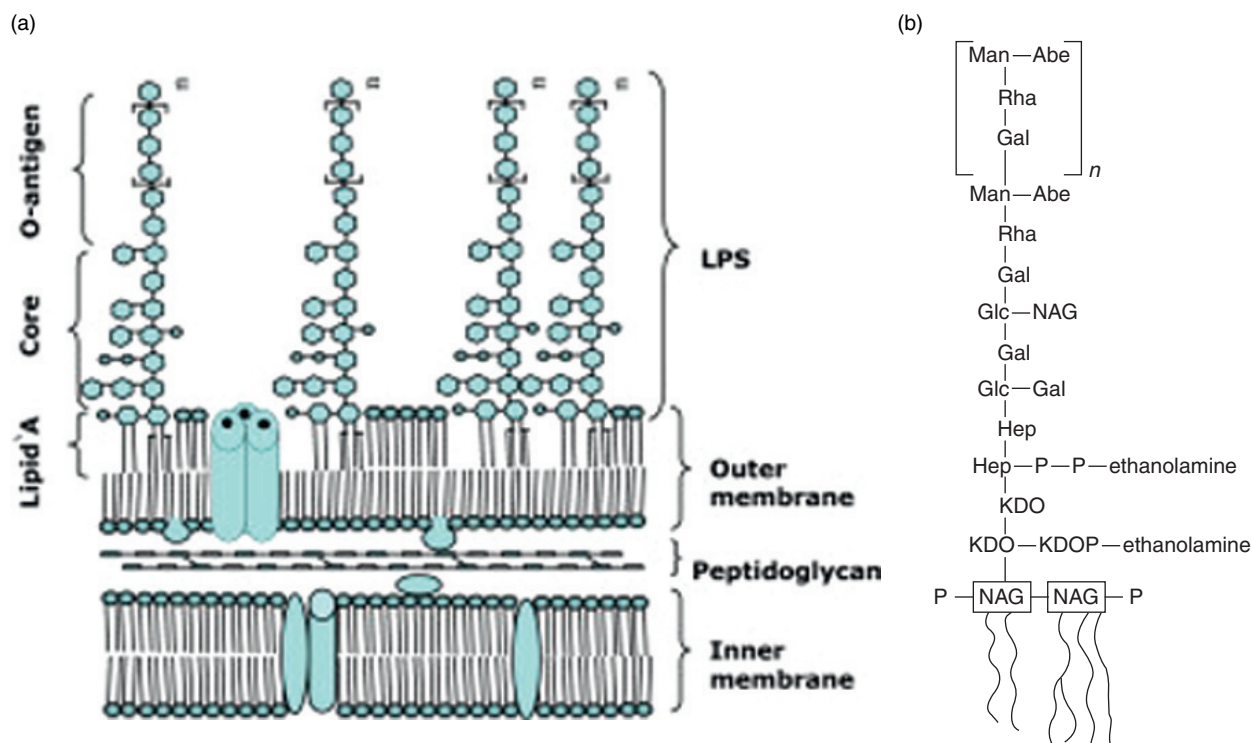 (a)
n n n n
O-antigen
Core
Lipid`A
LPS
Outer
membrane
Peptidoglycan
Inner
membrane
(b)
Man—Abe
Rha
Gal
n
Man—Abe
Rha
Gal
Glc—NAG
Gal
Glc—Gal
Hep
Hep—P—P—ethanolamine
KDO
KDO—KDOP—ethanolamine
P—NAG—NAG—P